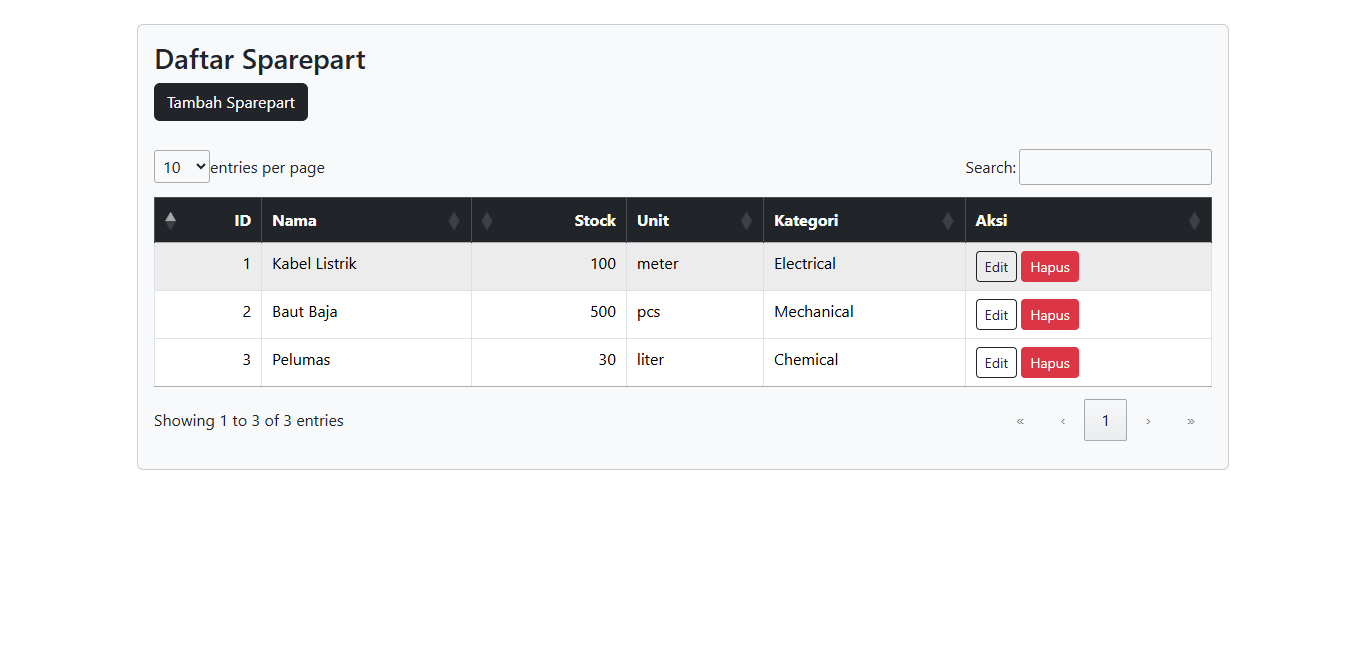 Daftar Sparepart
Tambah Sparepart
10 entries per page Search:
ID Nama Stock Unit Kategori Aksi
1 Kabel Listrik 100 meter Electrical Edit Hapus
2 Baut Baja 500 pcs Mechanical Edit Hapus
3 Pelumas 30 liter Chemical Edit Hapus
Showing 1 to 3 of 3 entries « ‹ 1 › »